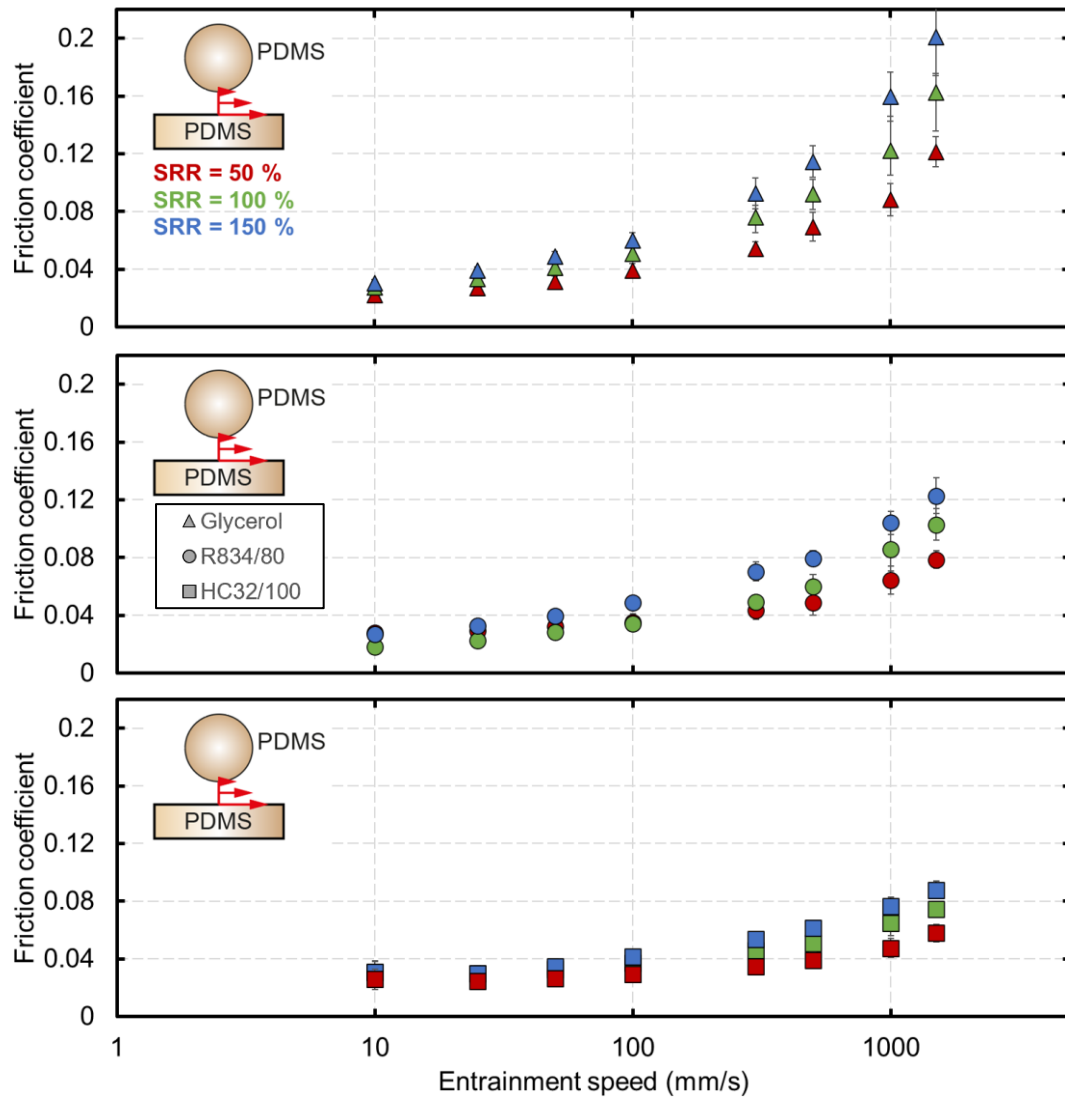 Friction coefficient
0.2
0.16
0.12
0.08
0.04
0
PDMS
PDMS
SRR = 50 %
SRR = 100 %
SRR = 150 %
Friction coefficient
0.2
0.16
0.12
0.08
0.04
0
PDMS
PDMS
Glycerol
R834/80
HC32/100
Friction coefficient
0.2
0.16
0.12
0.08
0.04
0
PDMS
PDMS
1 10 100 1000
Entrainment speed (mm/s)